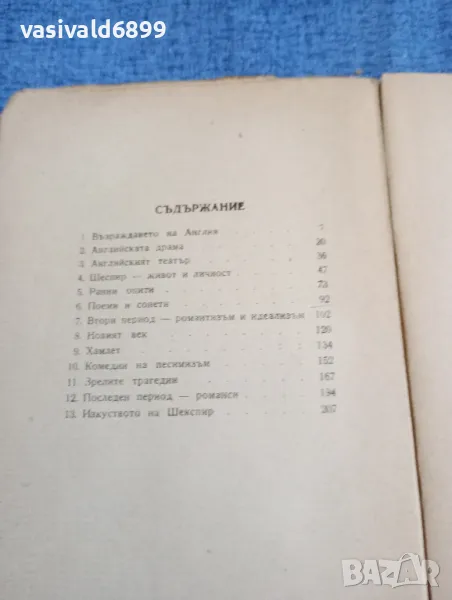 vasivald6899
СЪДЪРЖАНИЕ
1. Възраждането на Англия . . 7
2. Английската драма . . . . 20
3. Английският театър . . . . 36
4. Шеспир — живот и личност . . 47
5. Ранни опити . . . . . 73
6. Поеми и сонети . . . . 92
7. Втори период — романтизъм и идеализъм 102
8. Новият век . . . . . 120
9. Хамлет . . . . . 134
10. Комедии на песимизъм . . . 152
11. Зрелите трагедии . . . . 167
12. Последен период — романси . . 194
13. Изкуството на Шекспир . . . 207
BAZAR.bg